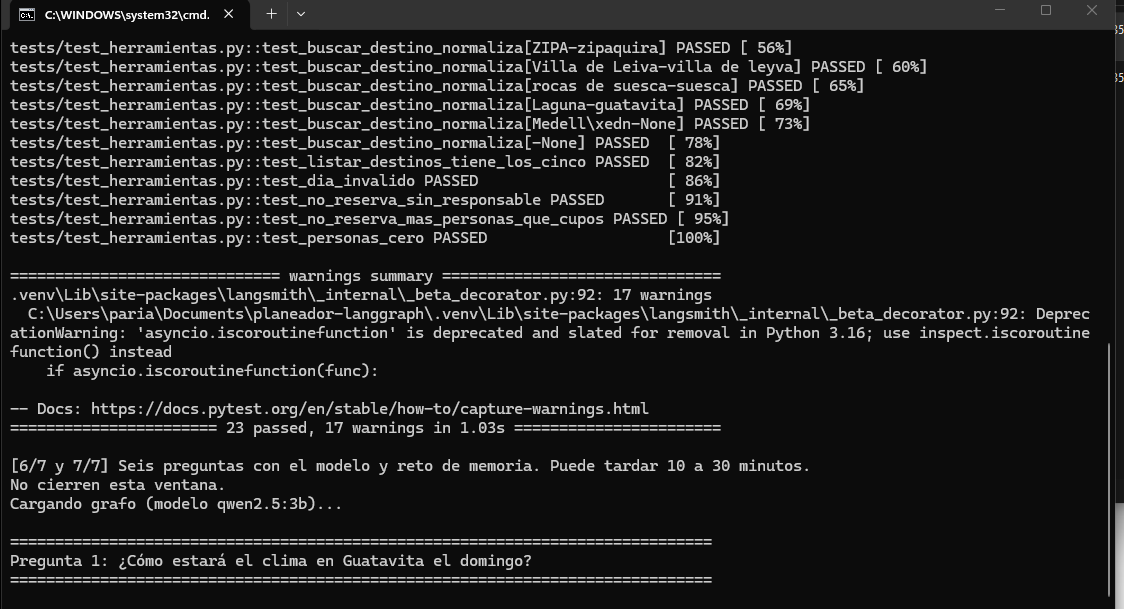 C:\WINDOWS\system32\cmd.
tests/test_herramientas.py::test_buscar_destino_normaliza[ZIPA-zipaquira] PASSED [ 56%]
tests/test_herramientas.py::test_buscar_destino_normaliza[Villa de Leiva-villa de leyva] PASSED [ 60%]
tests/test_herramientas.py::test_buscar_destino_normaliza[rocas de suesca-suesca] PASSED [ 65%]
tests/test_herramientas.py::test_buscar_destino_normaliza[Laguna-guatavita] PASSED [ 69%]
tests/test_herramientas.py::test_buscar_destino_normaliza[Medell\xedn-None] PASSED [ 73%]
tests/test_herramientas.py::test_buscar_destino_normaliza[-None] PASSED  [ 78%]
tests/test_herramientas.py::test_listar_destinos_tiene_los_cinco PASSED  [ 82%]
tests/test_herramientas.py::test_dia_invalido PASSED                     [ 86%]
tests/test_herramientas.py::test_no_reserva_sin_responsable PASSED       [ 91%]
tests/test_herramientas.py::test_no_reserva_mas_personas_que_cupos PASSED [ 95%]
tests/test_herramientas.py::test_personas_cero PASSED                    [100%]
============================== warnings summary ===============================
.venv\Lib\site-packages\langsmith\_internal\_beta_decorator.py:92: 17 warnings
  C:\Users\paria\Documents\planeador-langgraph\.venv\Lib\site-packages\langsmith\_internal\_beta_decorator.py:92: Deprec
ationWarning: 'asyncio.iscoroutinefunction' is deprecated and slated for removal in Python 3.16; use inspect.iscoroutine
function() instead
    if asyncio.iscoroutinefunction(func):
-- Docs: https://docs.pytest.org/en/stable/how-to/capture-warnings.html
======================= 23 passed, 17 warnings in 1.03s =======================
[6/7 y 7/7] Seis preguntas con el modelo y reto de memoria. Puede tardar 10 a 30 minutos.
No cierren esta ventana.
Cargando grafo (modelo qwen2.5:3b)...
==============================================================================
Pregunta 1: ¿Cómo estará el clima en Guatavita el domingo?
==============================================================================